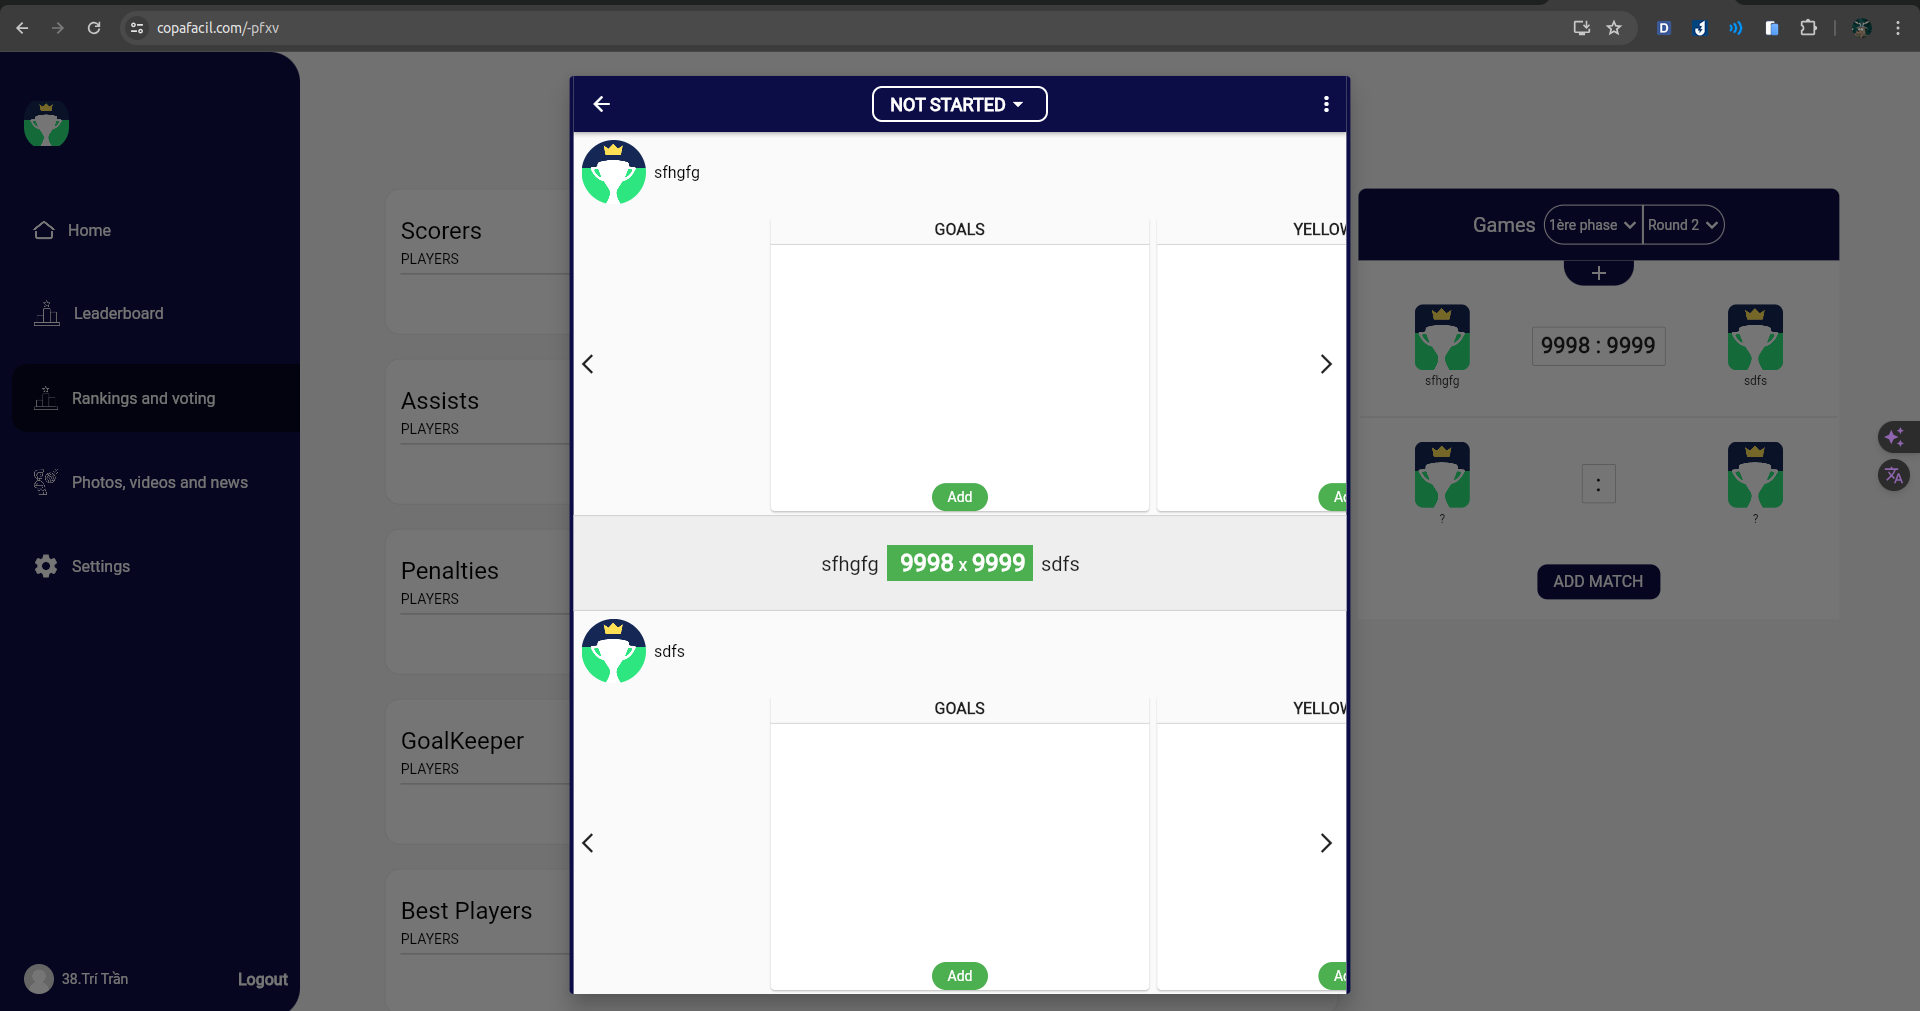 copafacil.com/-pfxv
Home
Leaderboard
Rankings and voting
Photos, videos and news
Settings
38.Trí Trần
Logout
Scorers
PLAYERS
Assists
PLAYERS
Penalties
PLAYERS
GoalKeeper
PLAYERS
Best Players
PLAYERS
NOT STARTED
sfhgfg
GOALS
YELLOW
Add
Ad
sfhgfg 9998 x 9999 sdfs
sdfs
GOALS
YELLOW
Add
Ad
Games 1ère phase Round 2
+
9998 : 9999
sfhgfg sdfs
:
? ?
ADD MATCH